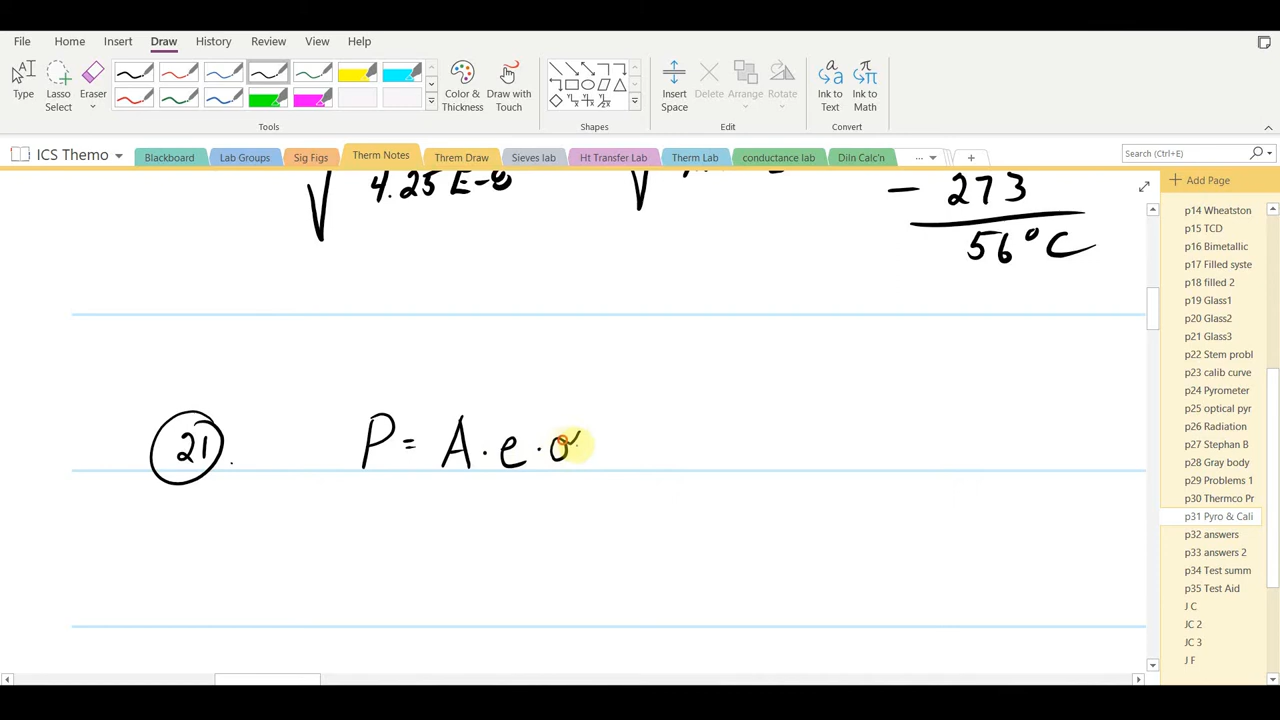 File Home Insert Draw History Review View Help
Type
Lasso Select
Eraser
Color & Thickness
Draw with Touch
Insert Space
Delete
Arrange
Rotate
Ink to Text
Ink to Math
Tools
Shapes
Edit
Convert
ICS Themo
Blackboard
Lab Groups
Sig Figs
Therm Notes
Threm Draw
Sieves lab
Ht Transfer Lab
Therm Lab
conductance lab
Diln Calc'n
...
+
Search (Ctrl+E)
+ Add Page
p14 Wheatston
p15 TCD
p16 Bimetallic
p17 Filled syste
p18 filled 2
p19 Glass1
p20 Glass2
p21 Glass3
p22 Stem probl
p23 calib curve
p24 Pyrometer
p25 optical pyr
p26 Radiation
p27 Stephan B
p28 Gray body
p29 Problems 1
p30 Thermco Pr
p31 Pyro & Cali
p32 answers
p33 answers 2
p34 Test summ
p35 Test Aid
J C
JC 2
JC 3
J F
√ 4.25 E-8
√
- 273
56°C
21. P = A · e · σ